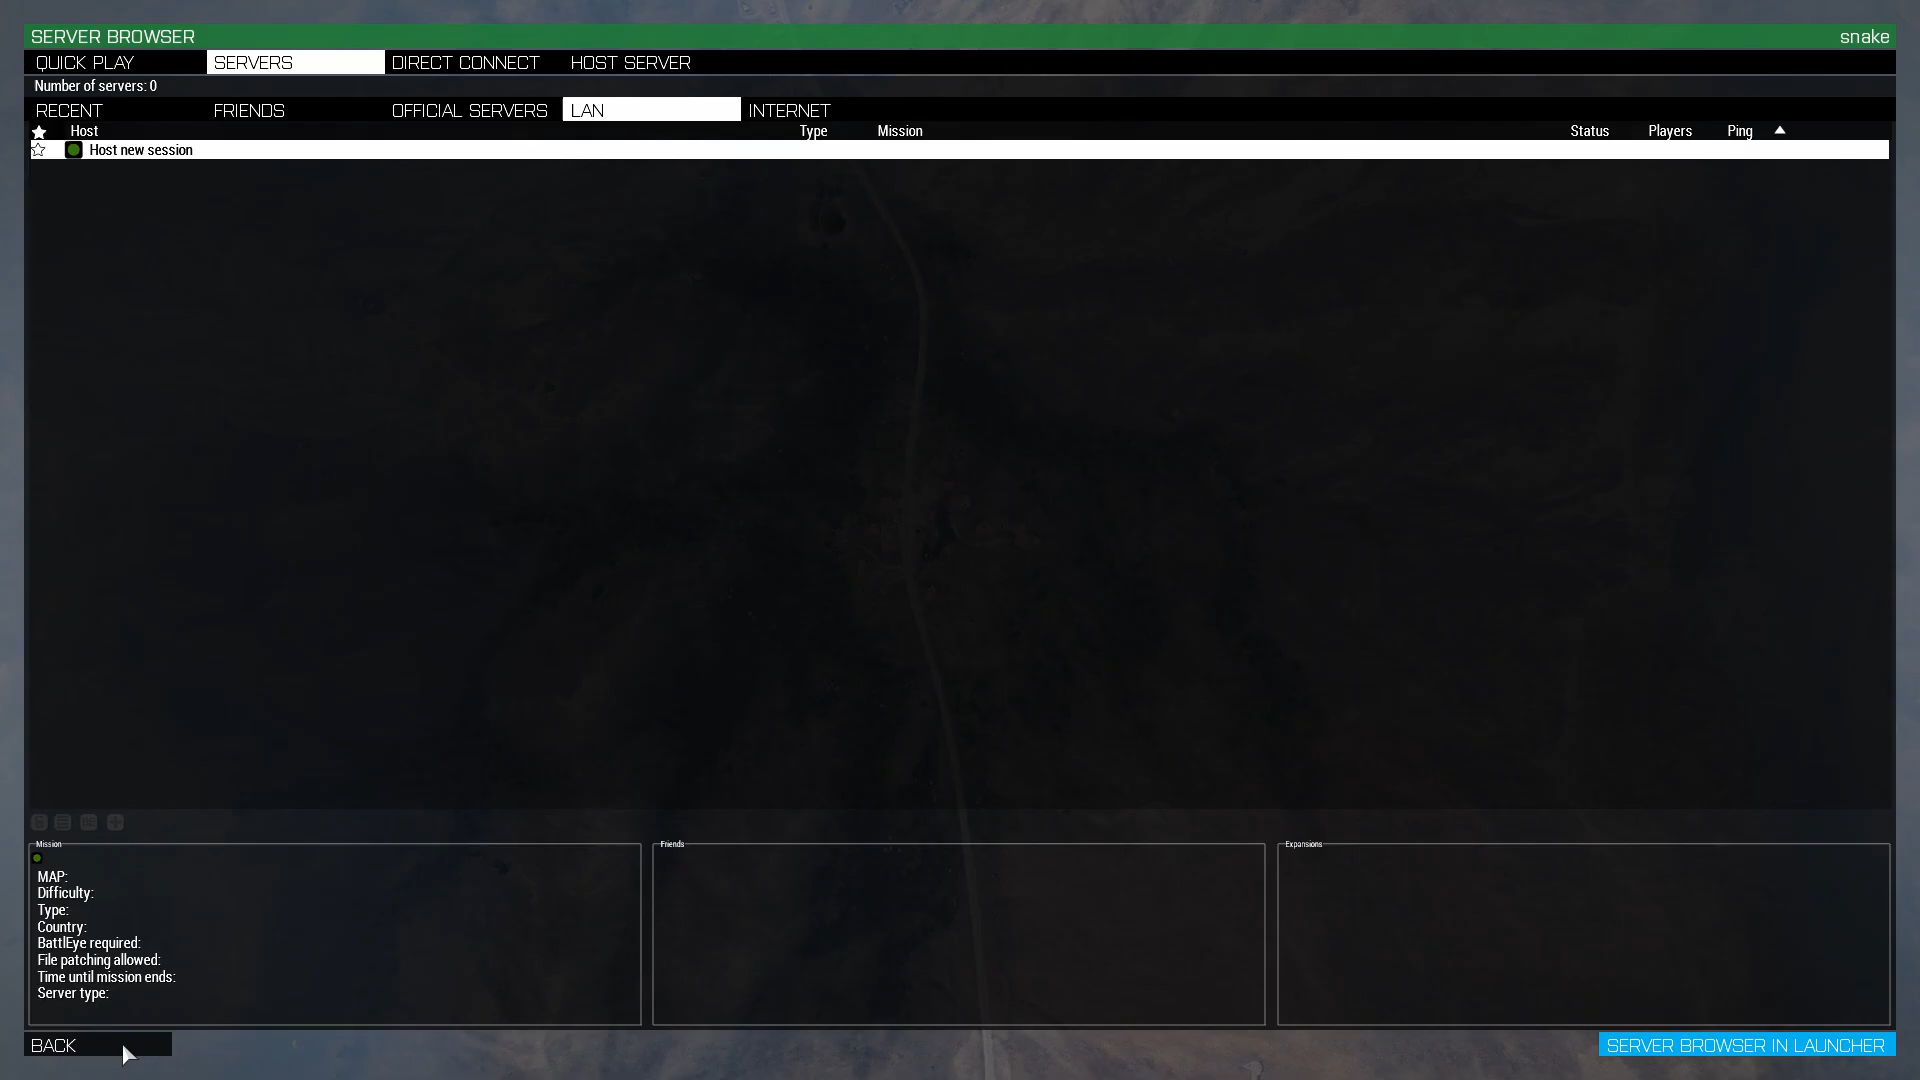 SERVER BROWSER
snake
QUICK PLAY
SERVERS
DIRECT CONNECT
HOST SERVER
Number of servers: 0
RECENT
FRIENDS
OFFICIAL SERVERS
LAN
INTERNET
Host
Type
Mission
Status
Players
Ping
Host new session
Mission
MAP:
Difficulty:
Type:
Country:
BattlEye required:
File patching allowed:
Time until mission ends:
Server type:
Friends
Expansions
BACK
SERVER BROWSER IN LAUNCHER